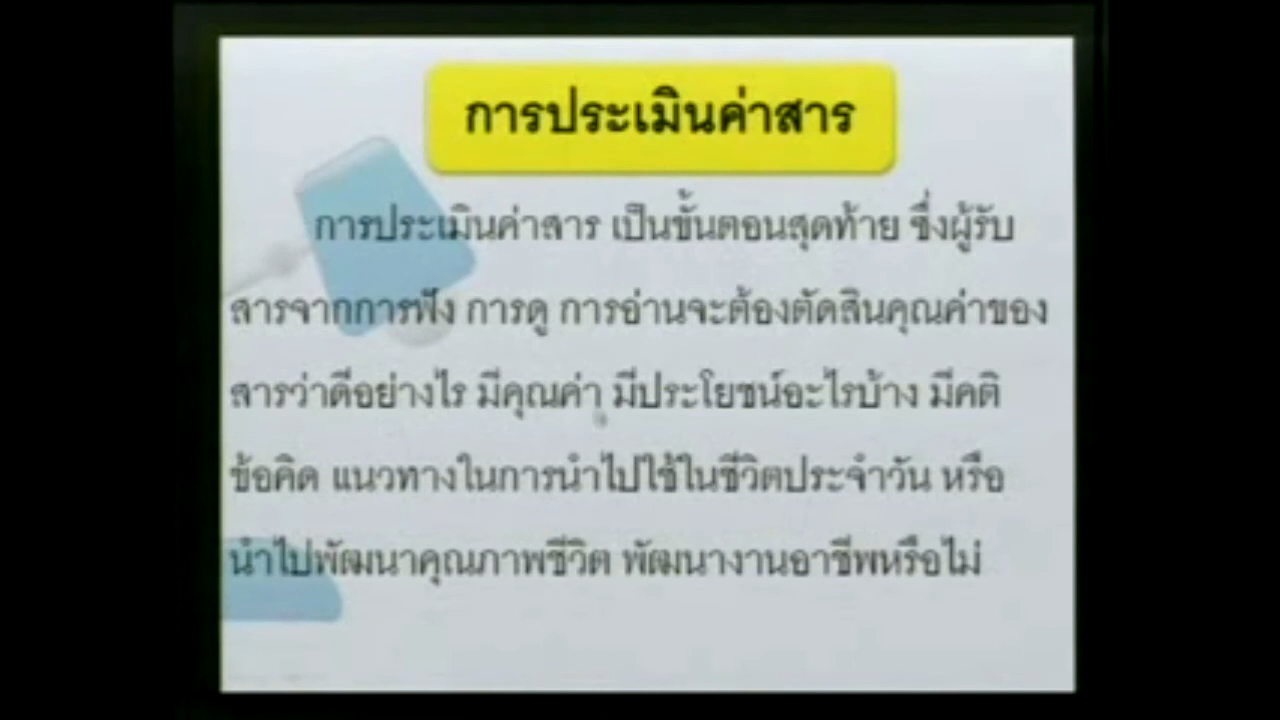 การประเมินค่าสาร
การประเมินค่าสาร เป็นขั้นตอนสุดท้าย ซึ่งผู้รับ
สารจากการฟัง การดู การอ่านจะต้องตัดสินคุณค่าของ
สารว่าดีอย่างไร มีคุณค่า มีประโยชน์อะไรบ้าง มีคติ
ข้อคิด แนวทางในการนำไปใช้ในชีวิตประจำวัน หรือ
นำไปพัฒนาคุณภาพชีวิต พัฒนางานอาชีพหรือไม่